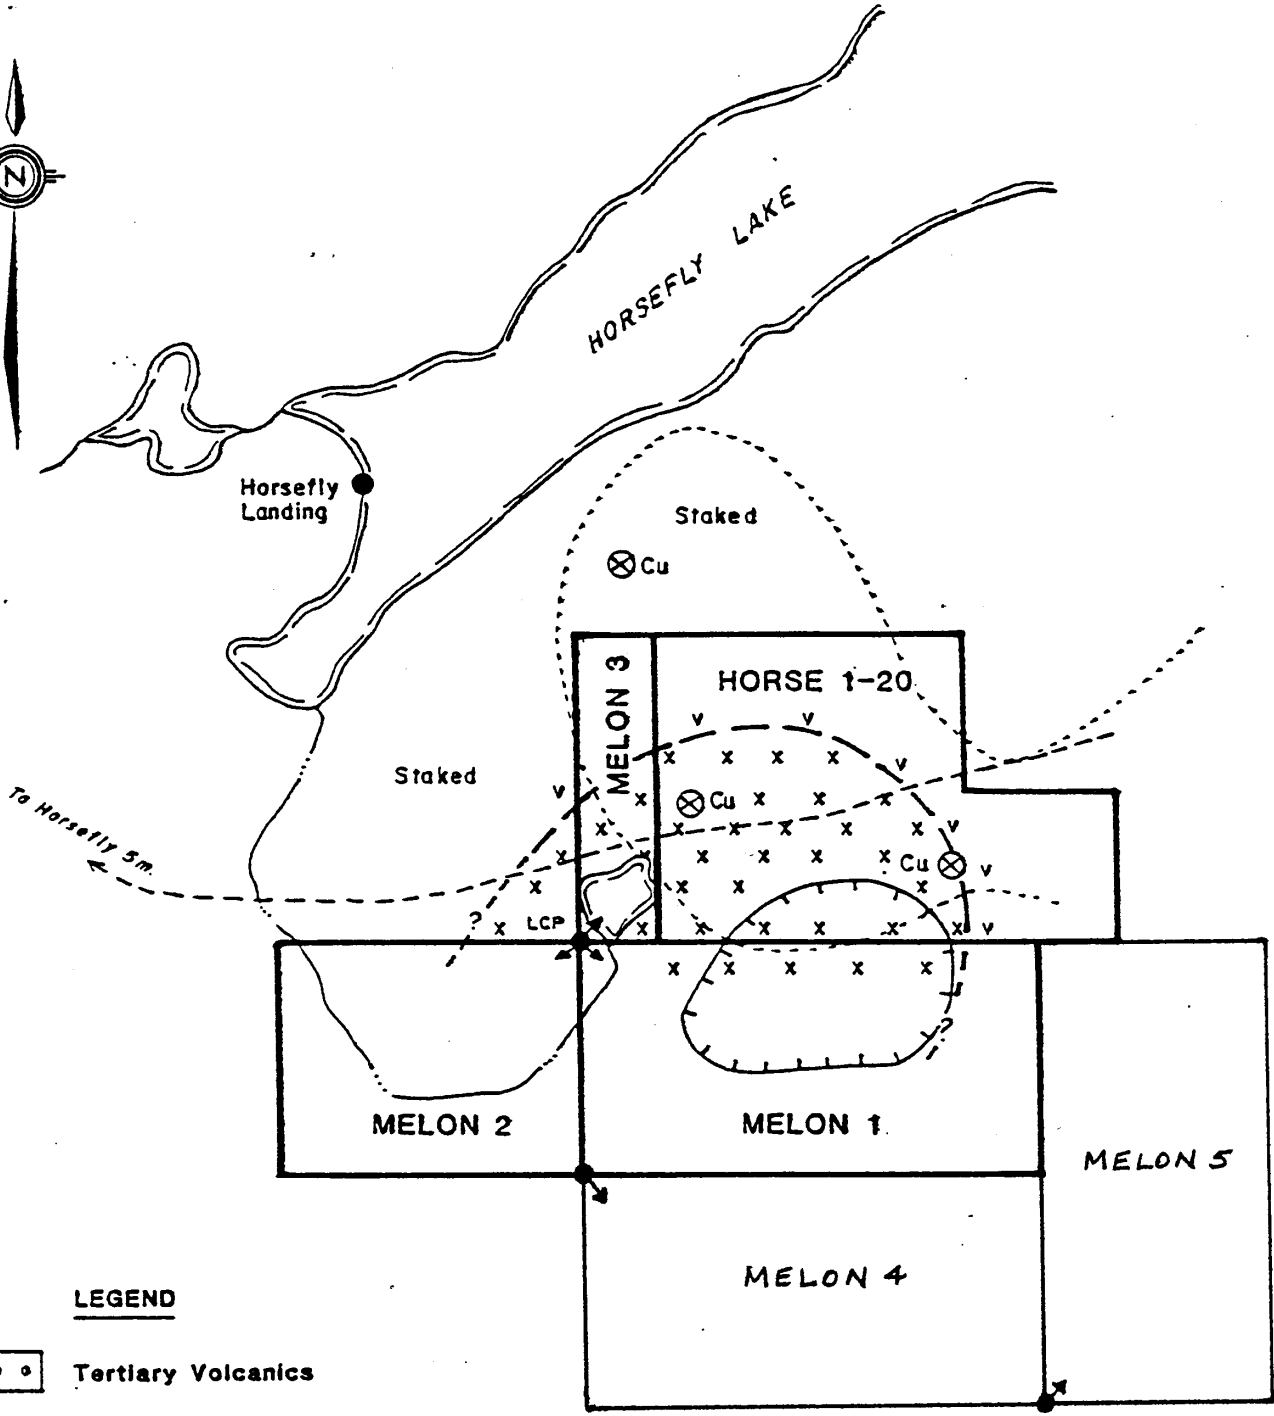 N
HORSEFLY LAKE
Horsefly
Landing
Staked
Cu
MELON 3
HORSE 1-20
v v
x x x x
Staked
v
v
x Cu x x x
To Horsefly 5m.
x x x x x v
x x x x Cu v
x x x x
? x LCP x x x x x x v
x x x x x
?
MELON 2
MELON 1
MELON 5
MELON 4
LEGEND
Tertiary Volcanics